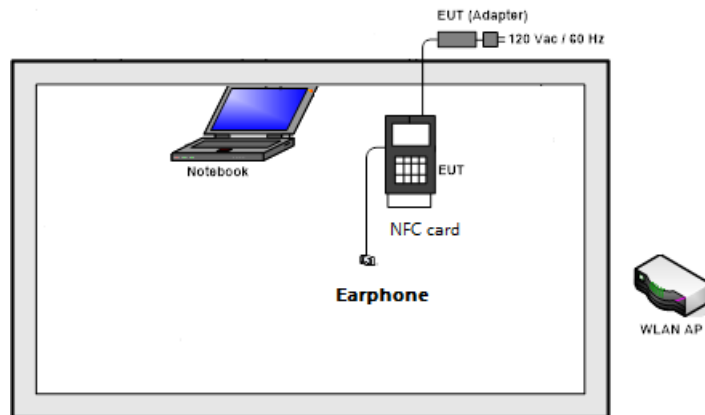 EUT (Adapter)
120 Vac / 60 Hz
Notebook
EUT
NFC card
Earphone
WLAN AP